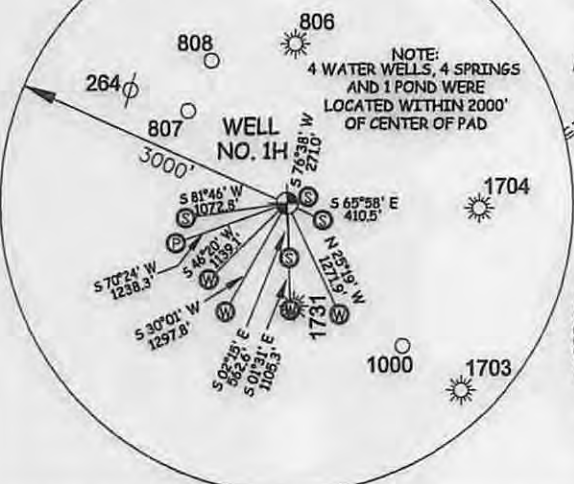 806
808
NOTE:
4 WATER WELLS, 4 SPRINGS
AND 1 POND WERE
LOCATED WITHIN 2000'
OF CENTER OF PAD
264
807
WELL
NO. 1H
3000'
S 76°38' W
271.0'
S 81°46' W
1072.8'
S 65°58' E
410.5'
1704
S
S
S
P
S 70°24' W
1238.3'
S 46°20' W
1139.1'
N 25°19' W
1271.9'
S
W
S 30°01' W
1297.8'
W
W
W
1731
S 02°15' E
562.6'
S 01°31' E
1105.3'
1000
1703